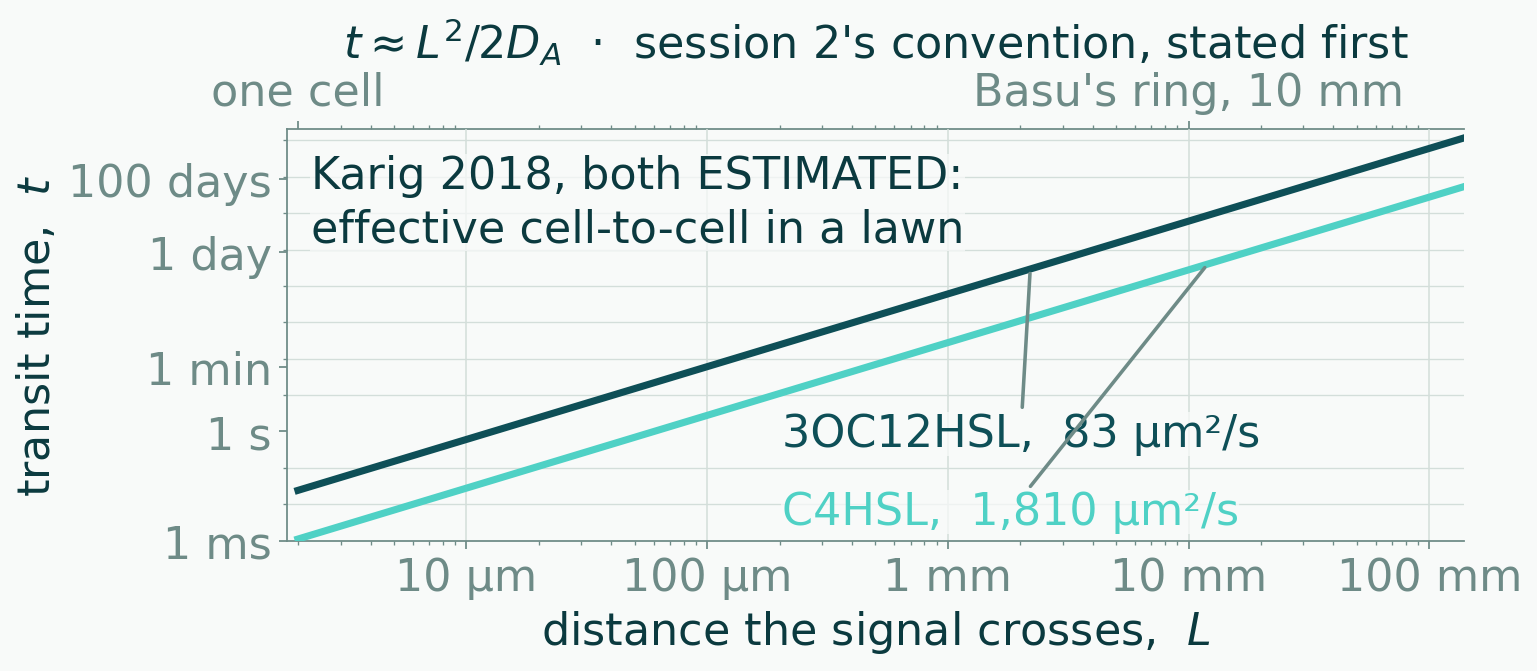 t ≈ L²/2D_A · session 2's convention, stated first
one cell
Basu's ring, 10 mm
Karig 2018, both ESTIMATED:
effective cell-to-cell in a lawn
transit time, t
100 days
1 day
1 min
1 s
1 ms
3OC12HSL, 83 µm²/s
C4HSL, 1,810 µm²/s
10 µm
100 µm
1 mm
10 mm
100 mm
distance the signal crosses, L